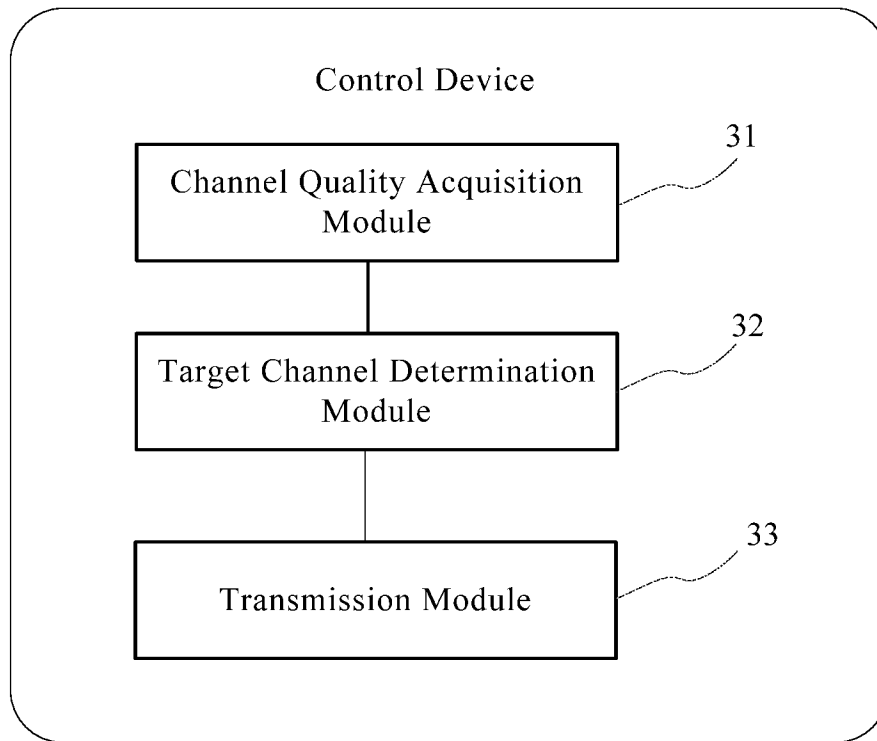 Control Device
31
Channel Quality Acquisition
Module
32
Target Channel Determination
Module
33
Transmission Module